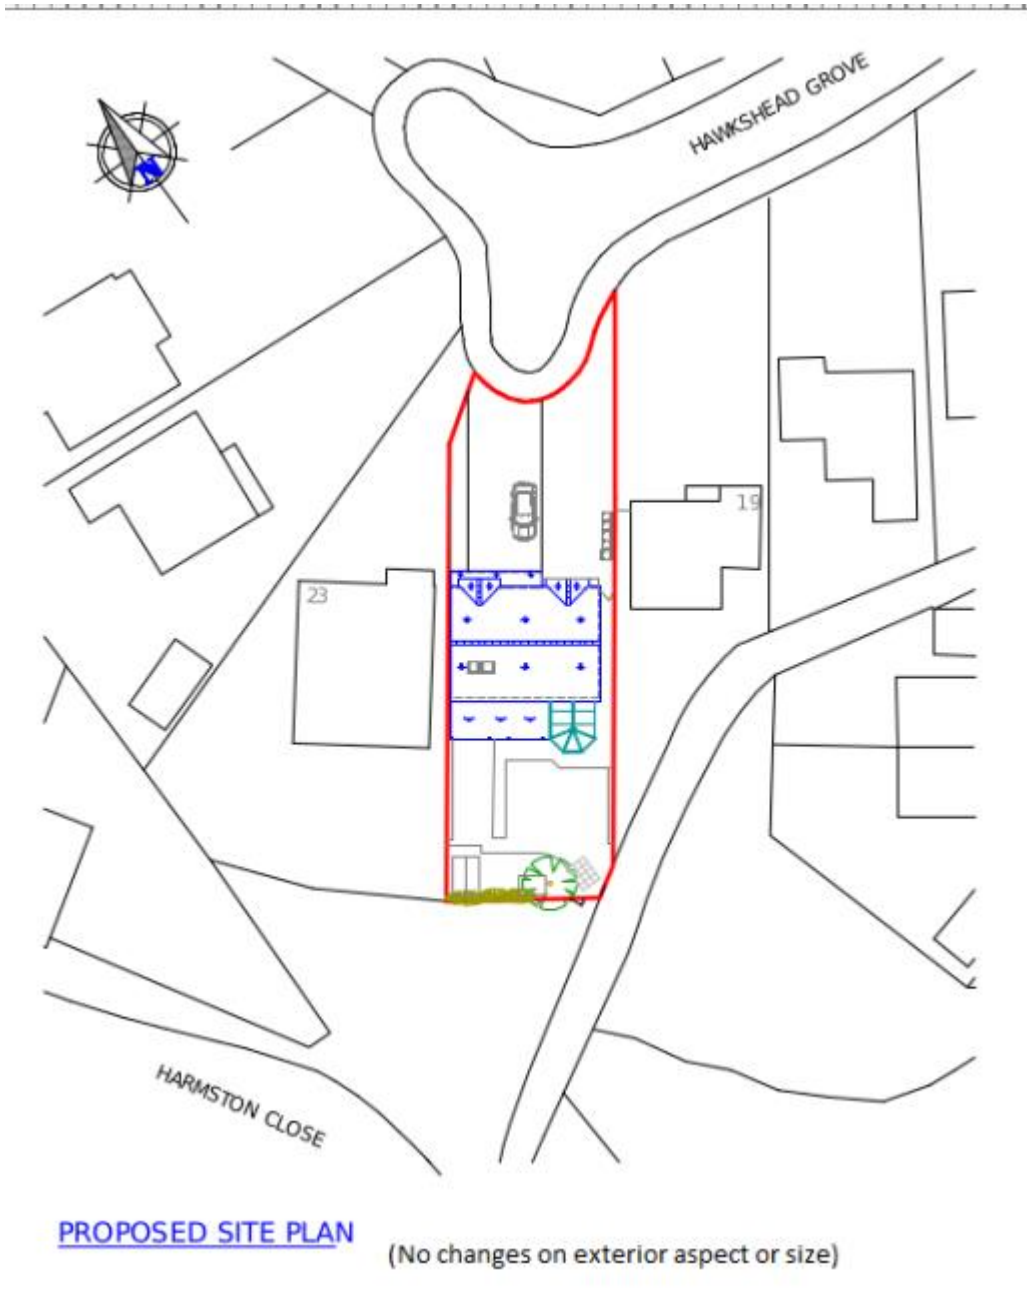 HAWKSHEAD GROVE
N
19
23
HARMSTON CLOSE
PROPOSED SITE PLAN
(No changes on exterior aspect or size)